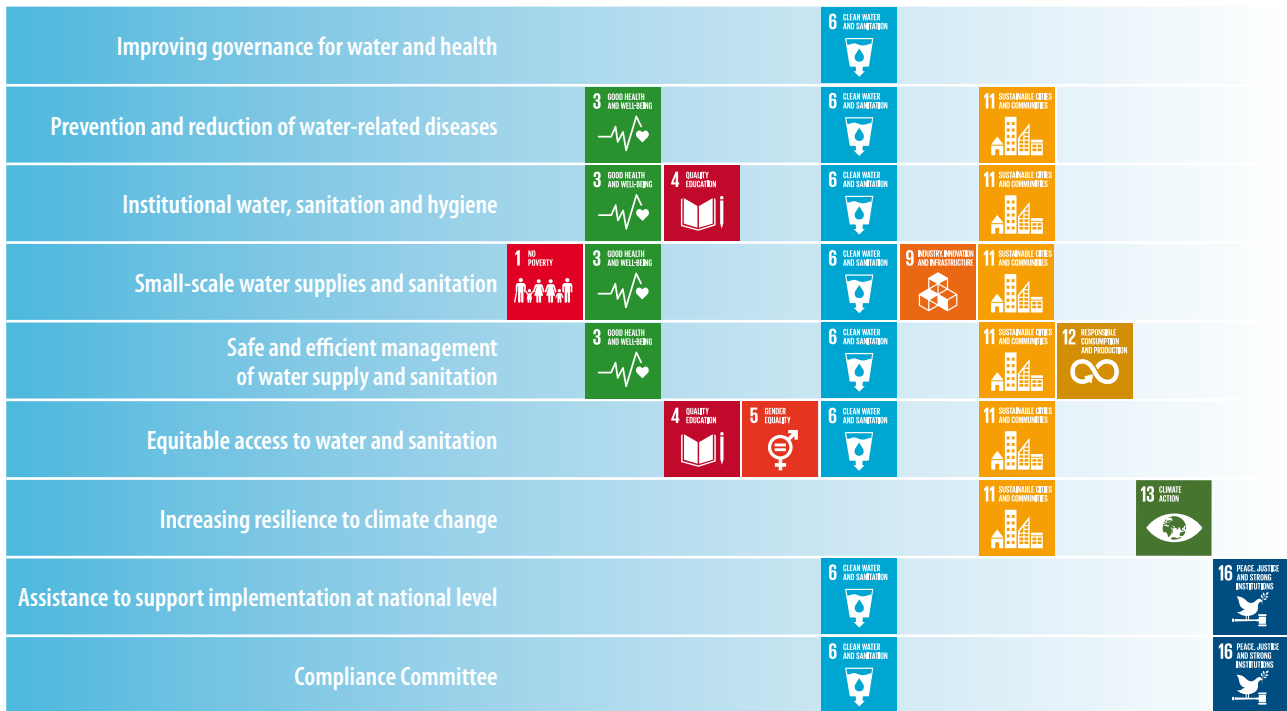 6 CLEAN WATER
AND SANITATION
Improving governance for water and health
3 GOOD HEALTH
AND WELL-BEING
6 CLEAN WATER
AND SANITATION
11 SUSTAINABLE CITIES
AND COMMUNITIES
Prevention and reduction of water-related diseases
3 GOOD HEALTH
AND WELL-BEING
4 QUALITY
EDUCATION
6 CLEAN WATER
AND SANITATION
11 SUSTAINABLE CITIES
AND COMMUNITIES
Institutional water, sanitation and hygiene
1 NO
POVERTY
3 GOOD HEALTH
AND WELL-BEING
6 CLEAN WATER
AND SANITATION
9 INDUSTRY, INNOVATION
AND INFRASTRUCTURE
11 SUSTAINABLE CITIES
AND COMMUNITIES
Small-scale water supplies and sanitation
3 GOOD HEALTH
AND WELL-BEING
6 CLEAN WATER
AND SANITATION
11 SUSTAINABLE CITIES
AND COMMUNITIES
12 RESPONSIBLE
CONSUMPTION
AND PRODUCTION
Safe and efficient management
of water supply and sanitation
4 QUALITY
EDUCATION
5 GENDER
EQUALITY
6 CLEAN WATER
AND SANITATION
11 SUSTAINABLE CITIES
AND COMMUNITIES
Equitable access to water and sanitation
11 SUSTAINABLE CITIES
AND COMMUNITIES
13 CLIMATE
ACTION
Increasing resilience to climate change
6 CLEAN WATER
AND SANITATION
16 PEACE, JUSTICE
AND STRONG
INSTITUTIONS
Assistance to support implementation at national level
6 CLEAN WATER
AND SANITATION
16 PEACE, JUSTICE
AND STRONG
INSTITUTIONS
Compliance Committee